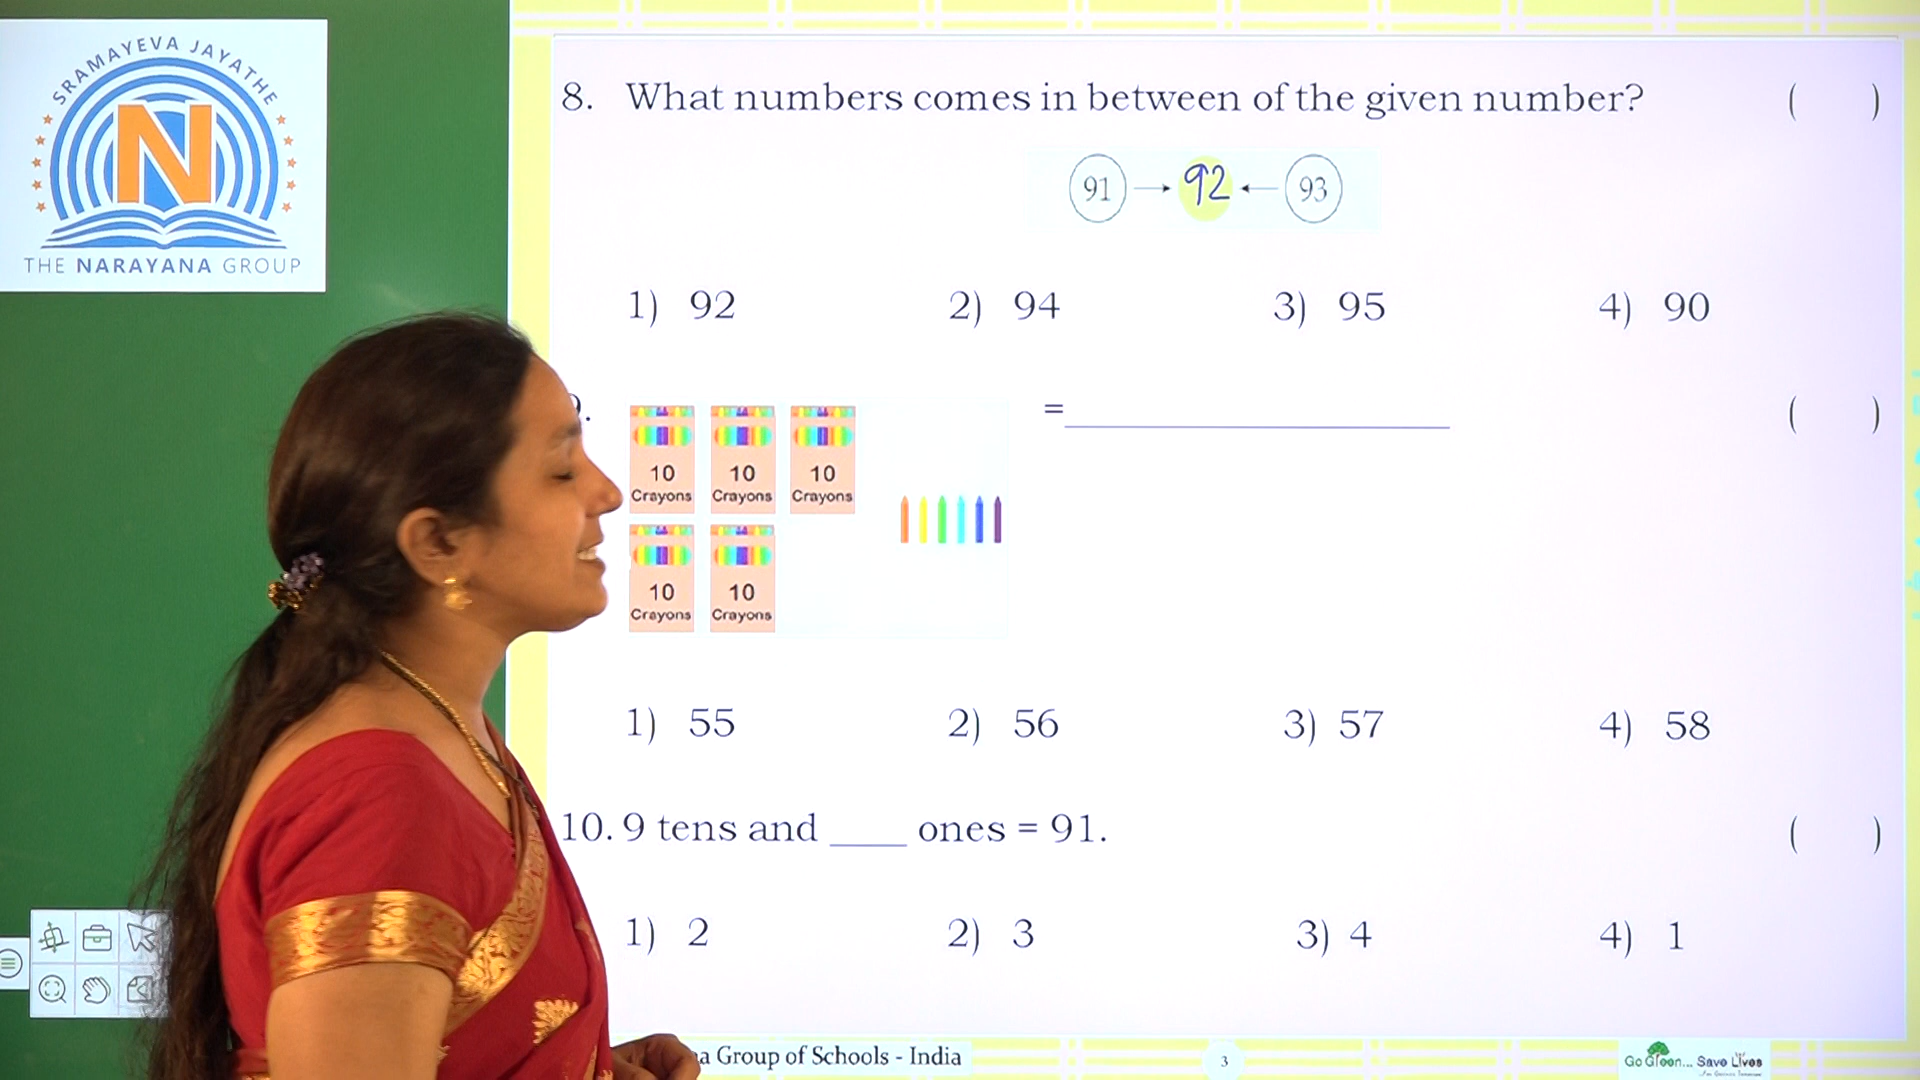 SRAMAYEVA JAYATHE
N
THE NARAYANA GROUP
8. What numbers comes in between of the given number? ( )
91 92 93
1) 92 2) 94 3) 95 4) 90
= ( )
10 Crayons 10 Crayons 10 Crayons
10 Crayons 10 Crayons
1) 55 2) 56 3) 57 4) 58
10. 9 tens and ____ ones = 91. ( )
1) 2 2) 3 3) 4 4) 1
Group of Schools - India 3 Go Green... Save Lives